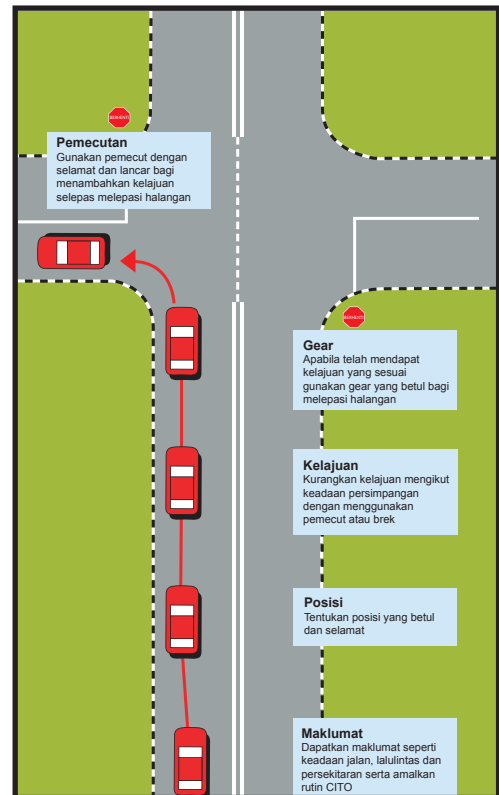 BERHENTI
Pemecutan
Gunakan pemecut dengan
selamat dan lancar bagi
menambahkan kelajuan
selepas melepasi halangan
BERHENTI
Gear
Apabila telah mendapat
kelajuan yang sesuai
gunakan gear yang betul bagi
melepasi halangan
Kelajuan
Kurangkan kelajuan mengikut
keadaan persimpangan
dengan menggunakan
pemecut atau brek
Posisi
Tentukan posisi yang betul
dan selamat
Maklumat
Dapatkan maklumat seperti
keadaan jalan, lalulintas dan
persekitaran serta amalkan
rutin CITO